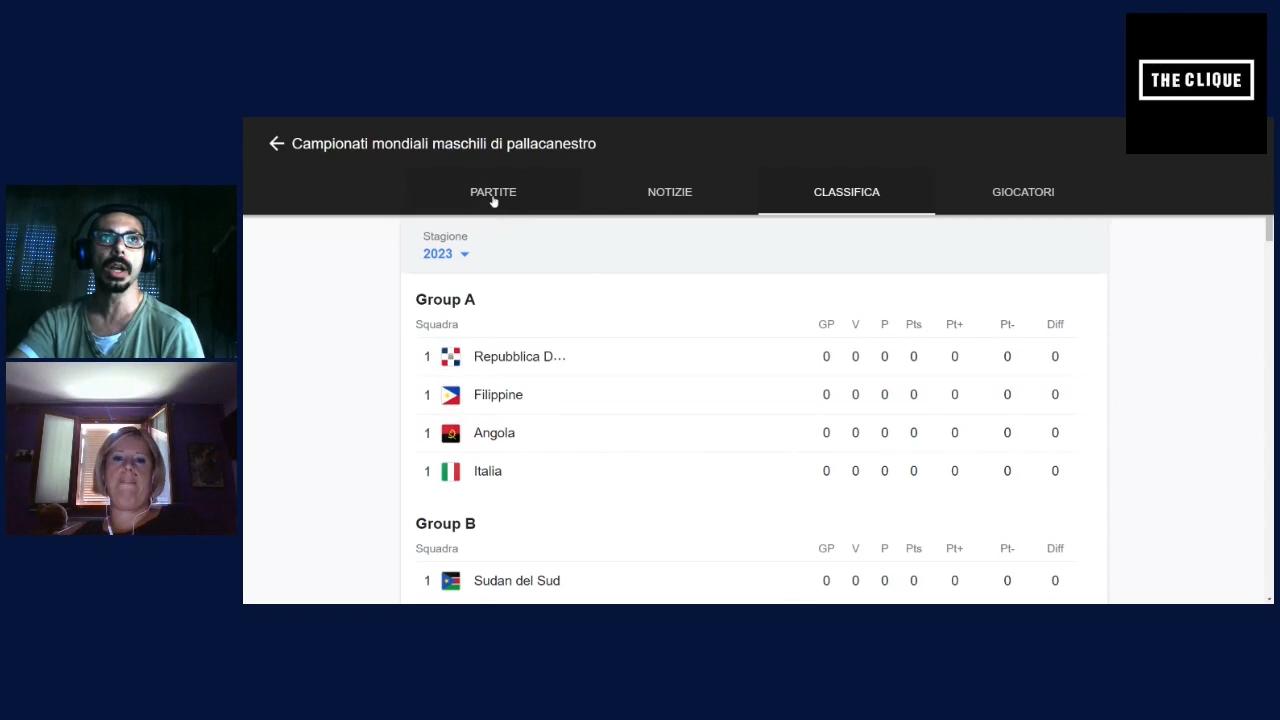 THE CLIQUE
Campionati mondiali maschili di pallacanestro
PARTITE NOTIZIE CLASSIFICA GIOCATORI
Stagione
2023
Group A
Squadra GP V P Pts Pt+ Pt- Diff
1 Repubblica D... 0 0 0 0 0 0 0
1 Filippine 0 0 0 0 0 0 0
1 Angola 0 0 0 0 0 0 0
1 Italia 0 0 0 0 0 0 0
Group B
Squadra GP V P Pts Pt+ Pt- Diff
1 Sudan del Sud 0 0 0 0 0 0 0